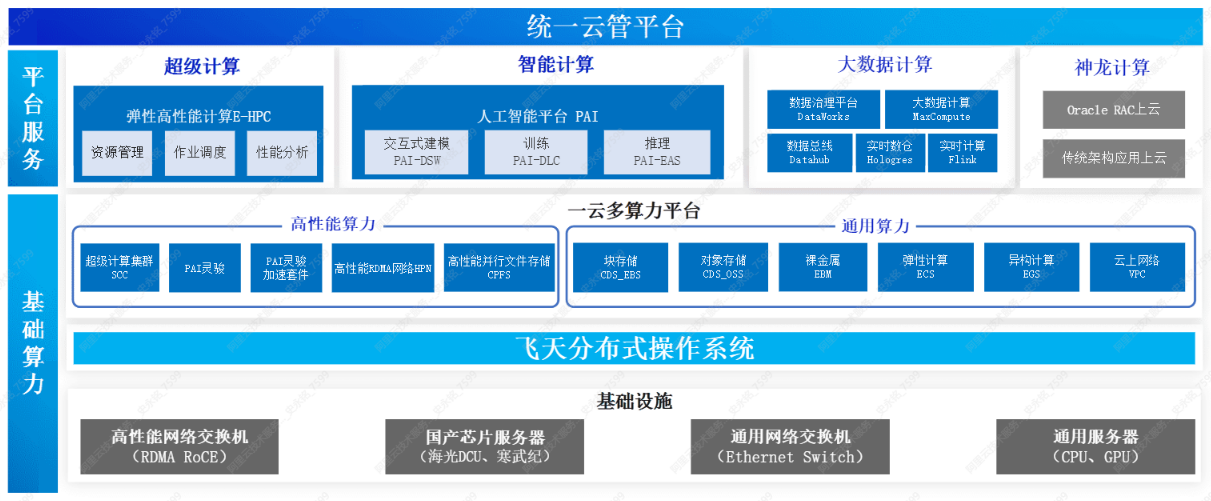 统一云管平台
平台服务
超级计算
弹性高性能计算E-HPC
资源管理
作业调度
性能分析
智能计算
人工智能平台 PAI
交互式建模
PAI-DSW
训练
PAI-DLC
推理
PAI-EAS
大数据计算
数据治理平台
DataWorks
大数据计算
MaxCompute
数据总线
Datahub
实时数仓
Hologres
实时计算
Flink
神龙计算
Oracle RAC上云
传统架构应用上云
基础算力
一云多算力平台
高性能算力
超级计算集群
SCC
PAI灵骏
PAI灵骏
加速套件
高性能RDMA网络HPN
高性能并行文件存储
CPFS
通用算力
块存储
CDS_EBS
对象存储
CDS_OSS
裸金属
EBM
弹性计算
ECS
异构计算
EGS
云上网络
VPC
飞天分布式操作系统
基础设施
高性能网络交换机
（RDMA RoCE）
国产芯片服务器
（海光DCU、寒武纪）
通用网络交换机
（Ethernet Switch）
通用服务器
（CPU、GPU）